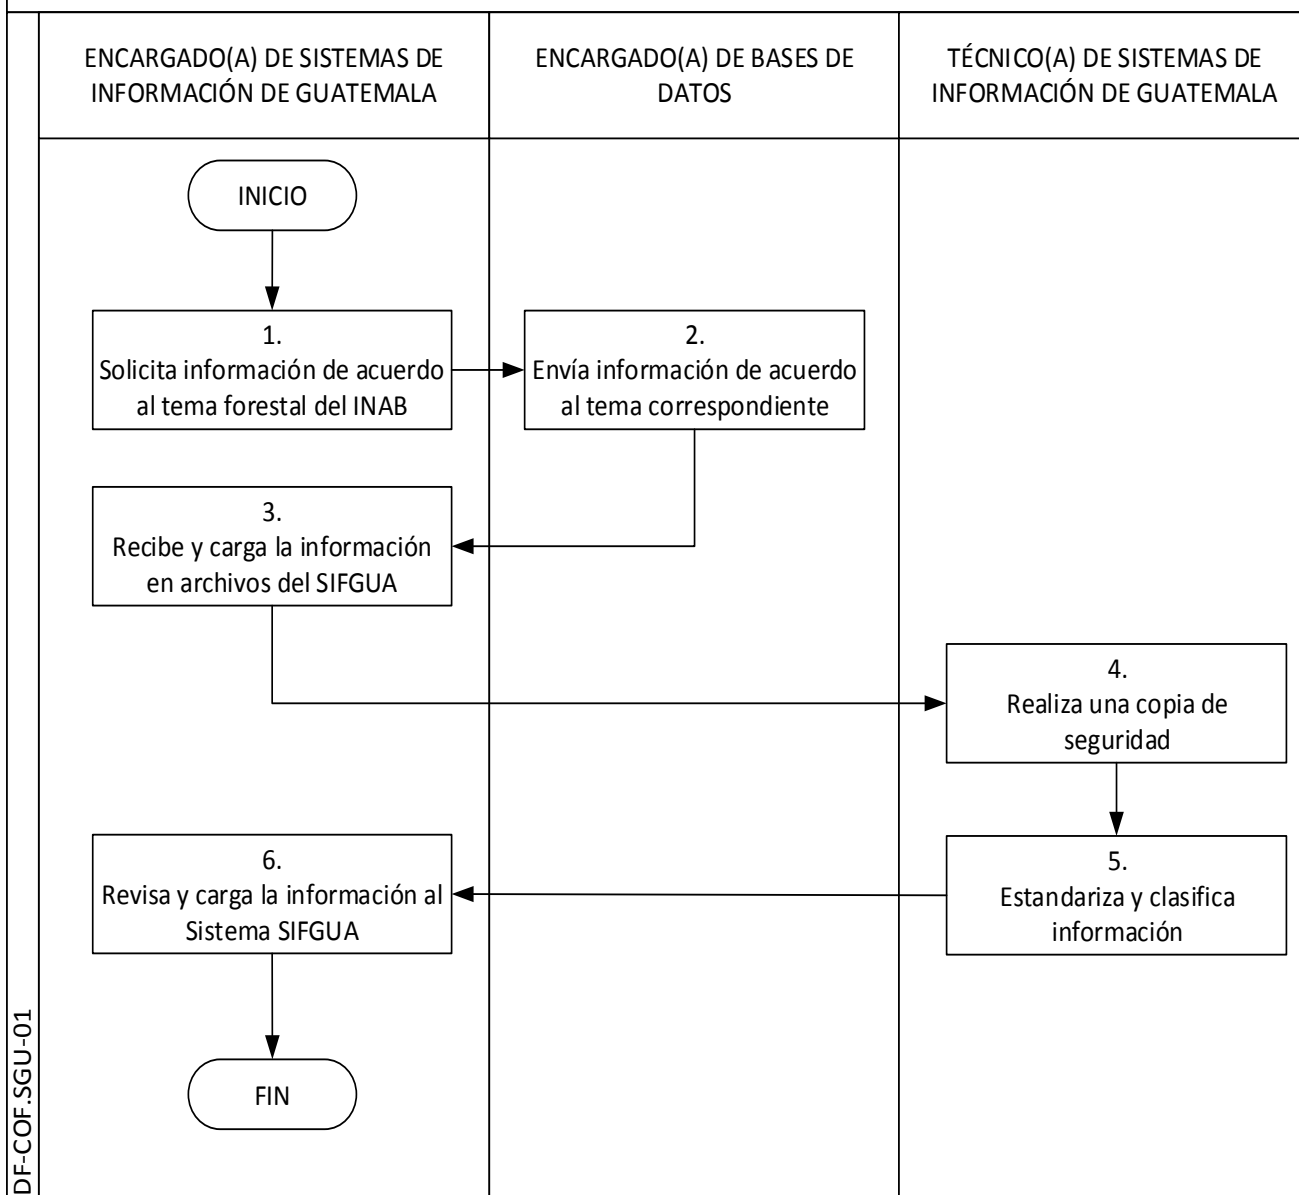 ENCARGADO(A) DE SISTEMAS DE
INFORMACIÓN DE GUATEMALA
ENCARGADO(A) DE BASES DE
DATOS
TÉCNICO(A) DE SISTEMAS DE
INFORMACIÓN DE GUATEMALA
INICIO
1.
Solicita información de acuerdo
al tema forestal del INAB
2.
Envía información de acuerdo
al tema correspondiente
3.
Recibe y carga la información
en archivos del SIFGUA
4.
Realiza una copia de
seguridad
5.
Estandariza y clasifica
información
6.
Revisa y carga la información al
Sistema SIFGUA
FIN
DF-COF.SGU-01